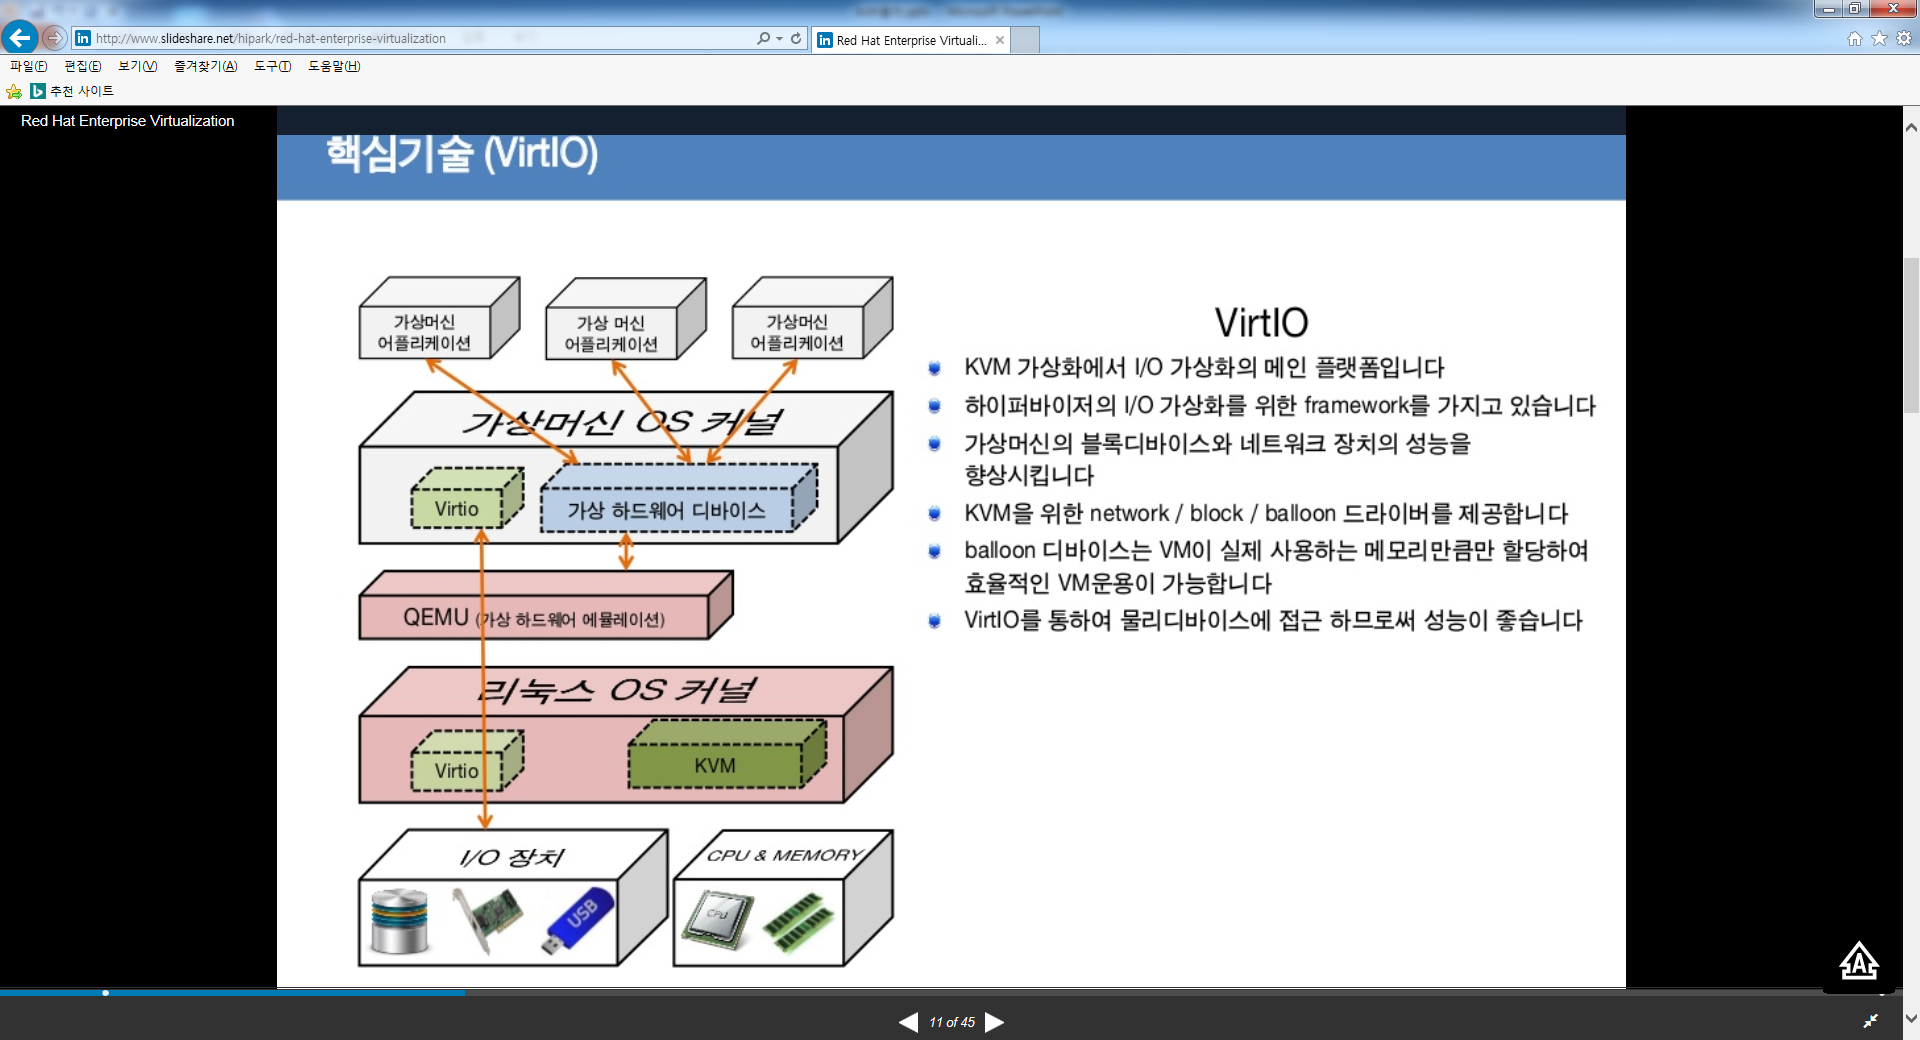 http://www.slideshare.net/hipark/red-hat-enterprise-virtualization
Red Hat Enterprise Virtuali...
파일(F) 편집(E) 보기(V) 즐겨찾기(A) 도구(T) 도움말(H)
추천 사이트
Red Hat Enterprise Virtualization
핵심기술 (VirtIO)
가상머신
어플리케이션
가상 머신
어플리케이션
가상머신
어플리케이션
가상머신 OS 커널
Virtio
가상 하드웨어 디바이스
QEMU (가상 하드웨어 에뮬레이션)
리눅스 OS 커널
Virtio
KVM
I/O 장치
USB
CPU & MEMORY
CPU
VirtIO
KVM 가상화에서 I/O 가상화의 메인 플랫폼입니다
하이퍼바이저의 I/O 가상화를 위한 framework를 가지고 있습니다
가상머신의 블록디바이스와 네트워크 장치의 성능을
향상시킵니다
KVM을 위한 network / block / balloon 드라이버를 제공합니다
balloon 디바이스는 VM이 실제 사용하는 메모리만큼만 할당하여
효율적인 VM운용이 가능합니다
VirtIO를 통하여 물리디바이스에 접근 하므로써 성능이 좋습니다
A
11 of 45